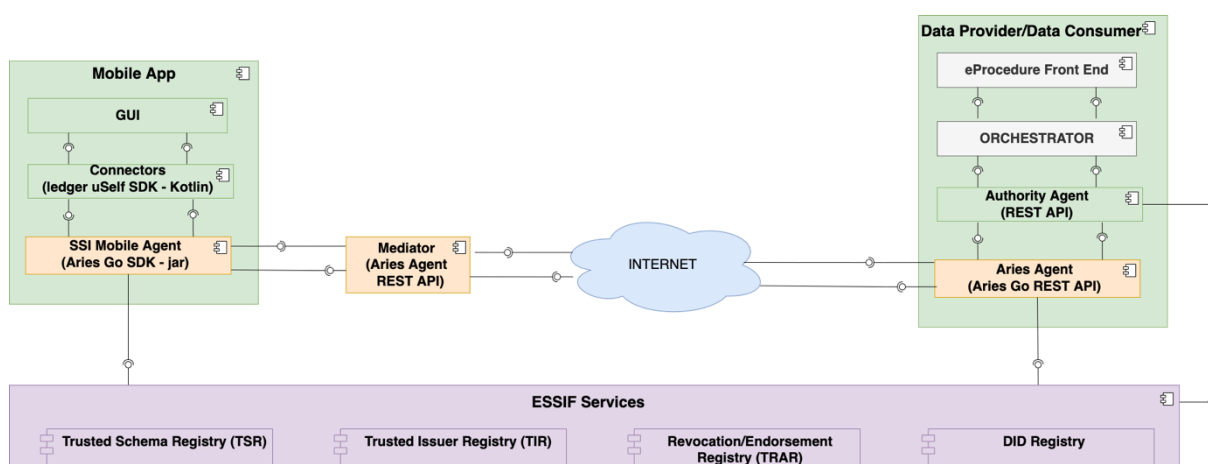 Data Provider/Data Consumer
eProcedure Front End
ORCHESTRATOR
Authority Agent
(REST API)
Aries Agent
(Aries Go REST API)
Mobile App
GUI
Connectors
(ledger uSelf SDK - Kotlin)
SSI Mobile Agent
(Aries Go SDK - jar)
Mediator
(Aries Agent
REST API)
INTERNET
ESSIF Services
Trusted Schema Registry (TSR)
Trusted Issuer Registry (TIR)
Revocation/Endorsement
Registry (TRAR)
DID Registry